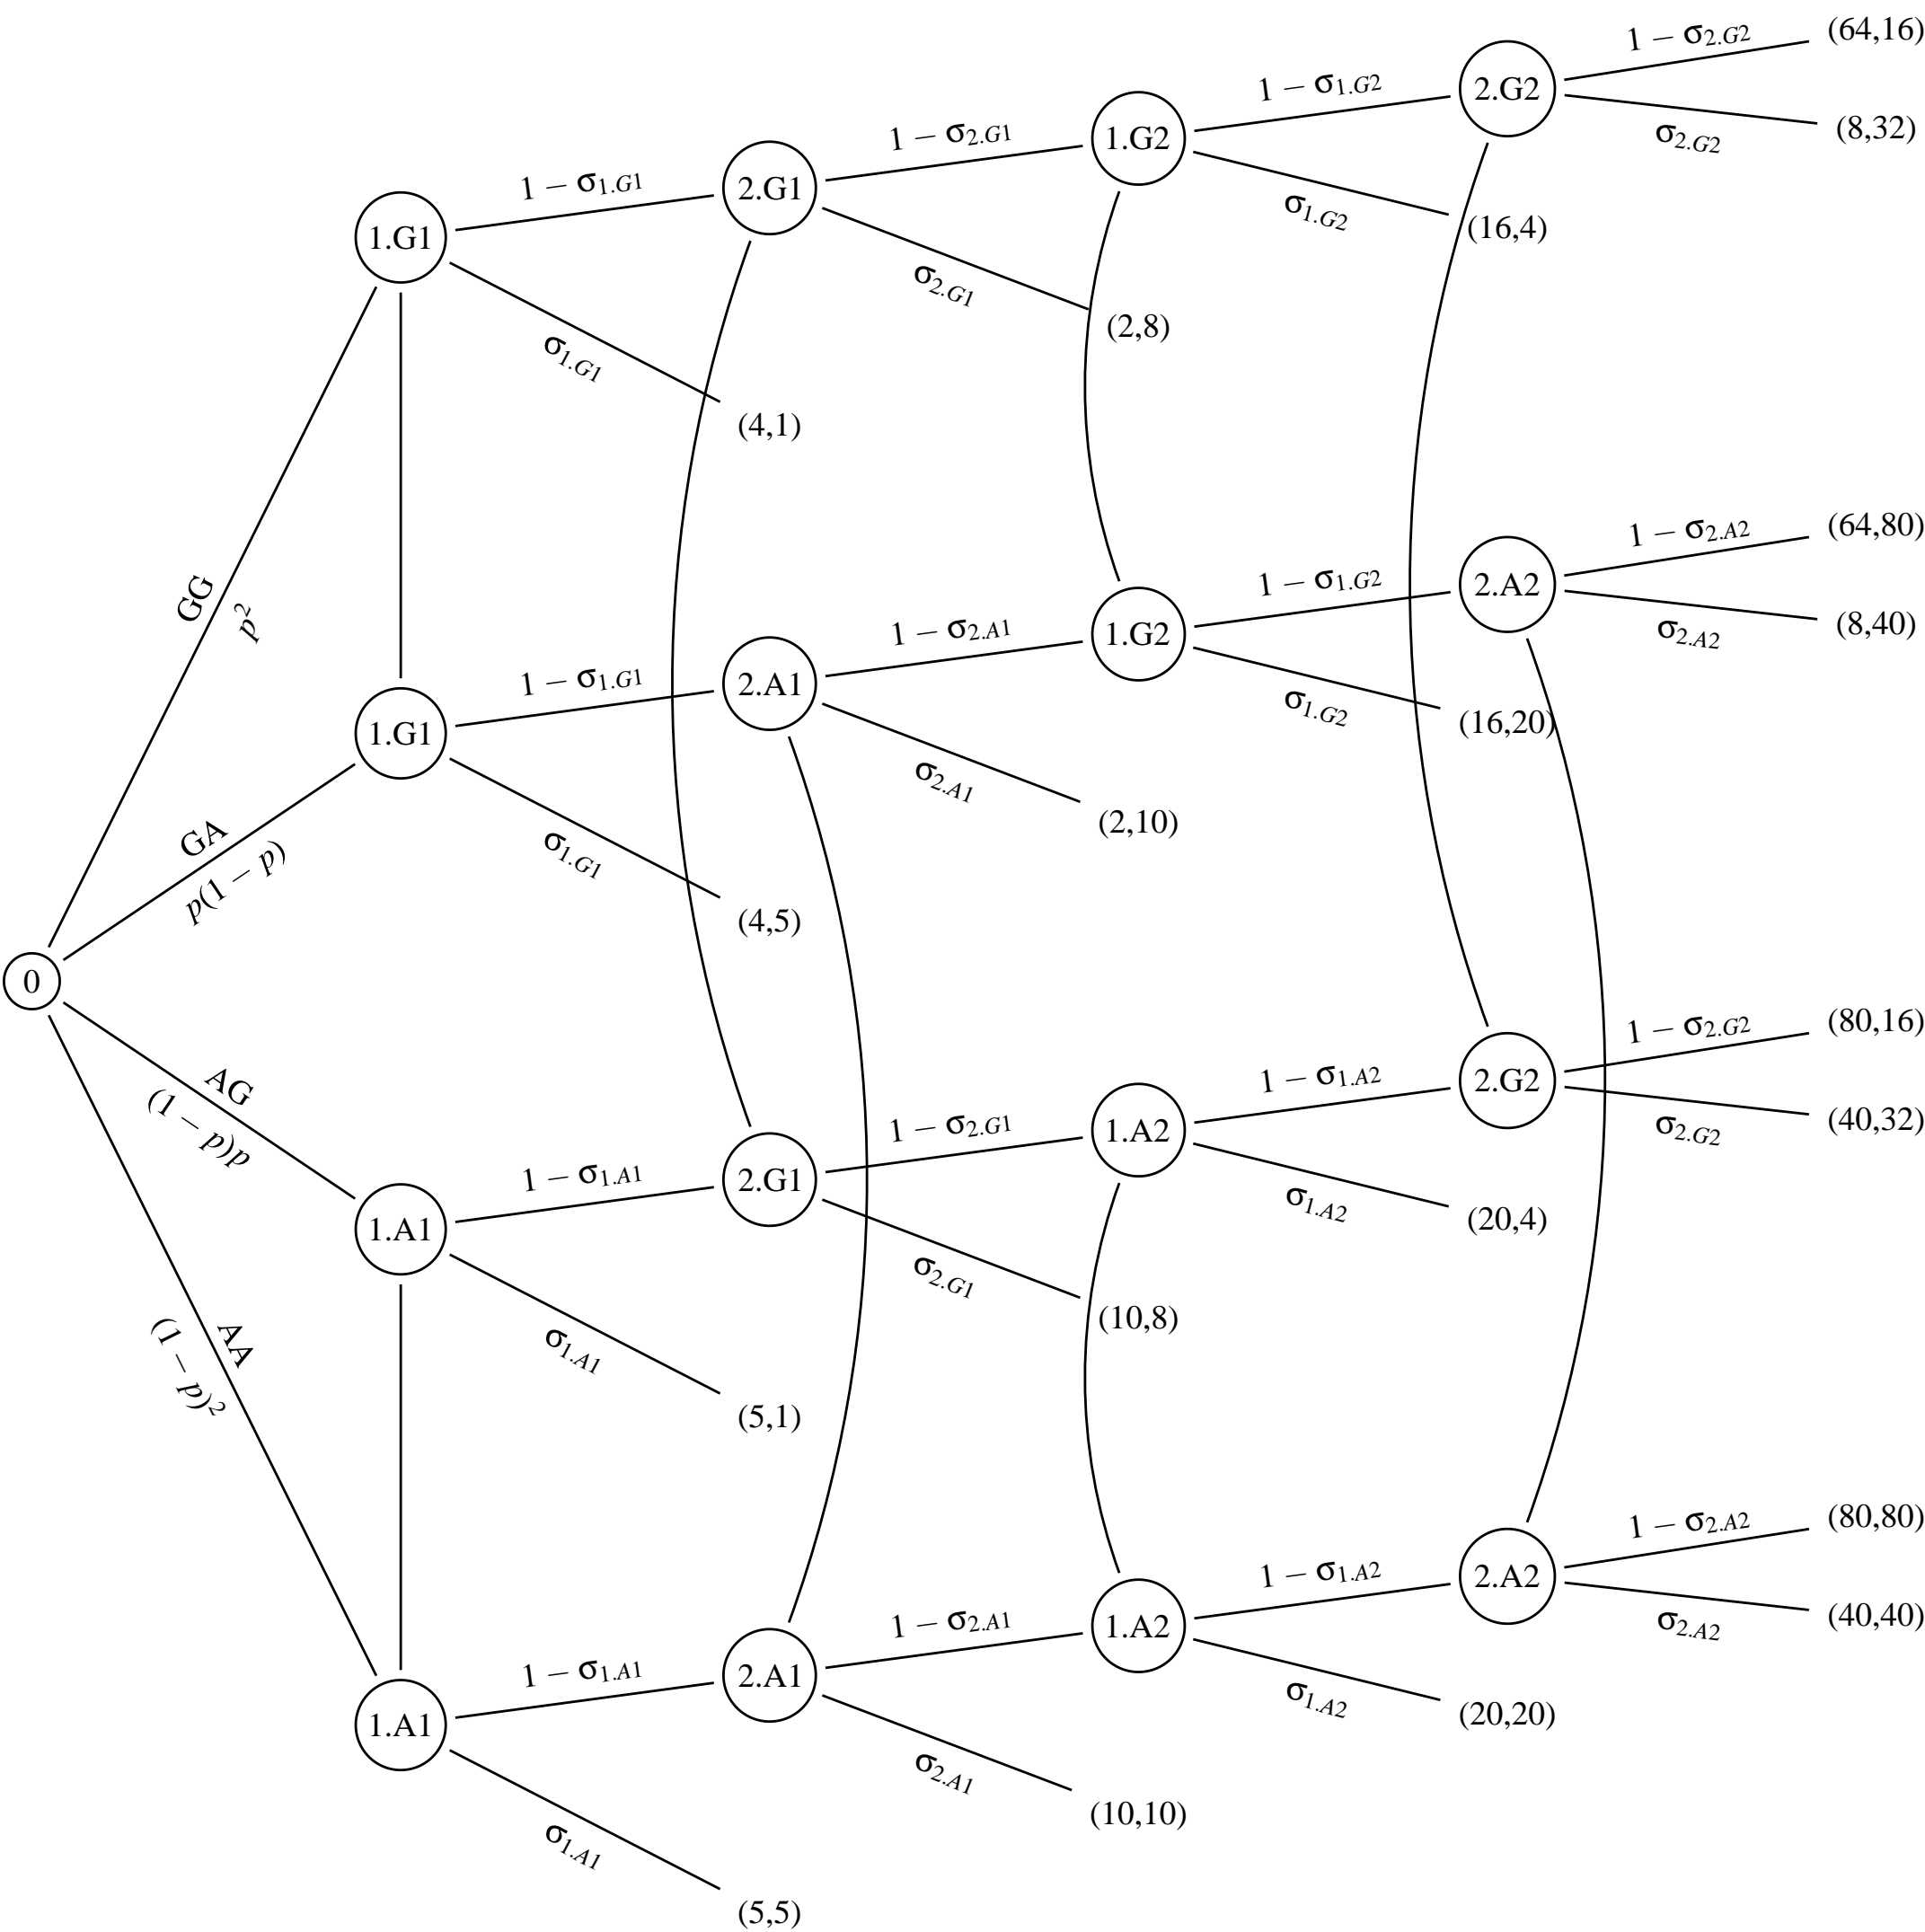 1 − σ2.G2
(64,16)
2.G2
1 − σ1.G2
σ2.G2
(8,32)
1.G2
1 − σ2.G1
σ1.G2
(16,4)
2.G1
1 − σ1.G1
σ2.G1
(2,8)
1.G1
σ1.G1
(4,1)
GG
p2
1 − σ2.A2
(64,80)
2.A2
1 − σ1.G2
σ2.A2
(8,40)
1.G2
1 − σ2.A1
σ1.G2
(16,20)
2.A1
1 − σ1.G1
σ2.A1
(2,10)
1.G1
σ1.G1
(4,5)
GA
p(1 − p)
0
1 − σ2.G2
(80,16)
2.G2
1 − σ1.A2
σ2.G2
(40,32)
1.A2
1 − σ2.G1
σ1.A2
(20,4)
2.G1
1 − σ1.A1
σ2.G1
(10,8)
AG
(1 − p)p
1.A1
σ1.A1
(5,1)
AA
(1 − p)2
1 − σ2.A2
(80,80)
2.A2
1 − σ1.A2
σ2.A2
(40,40)
1.A2
1 − σ2.A1
σ1.A2
(20,20)
2.A1
1 − σ1.A1
σ2.A1
(10,10)
1.A1
σ1.A1
(5,5)